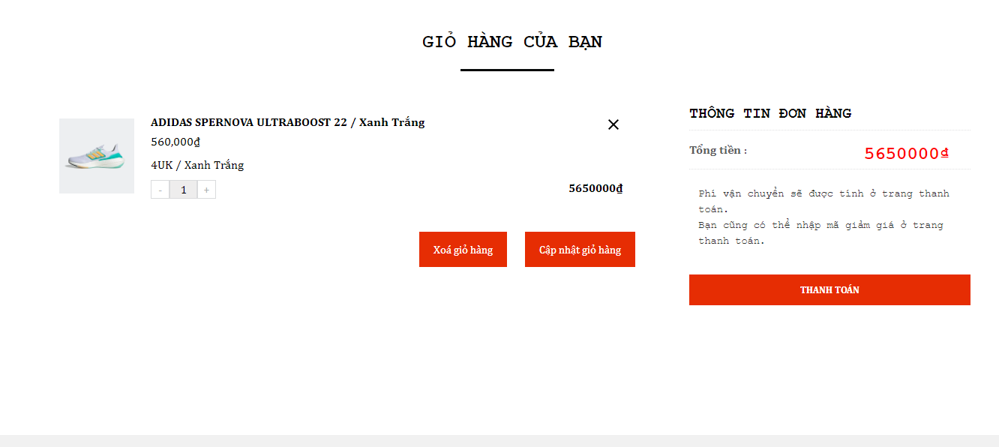 GIỎ HÀNG CỦA BẠN
ADIDAS SPERNOVA ULTRABOOST 22 / Xanh Trắng
560,000₫
4UK / Xanh Trắng
- 1 +
5650000₫
Xoá giỏ hàng
Cập nhật giỏ hàng
THÔNG TIN ĐƠN HÀNG
Tổng tiền :
5650000₫
Phí vận chuyển sẽ được tính ở trang thanh
toán.
Bạn cũng có thể nhập mã giảm giá ở trang
thanh toán.
THANH TOÁN